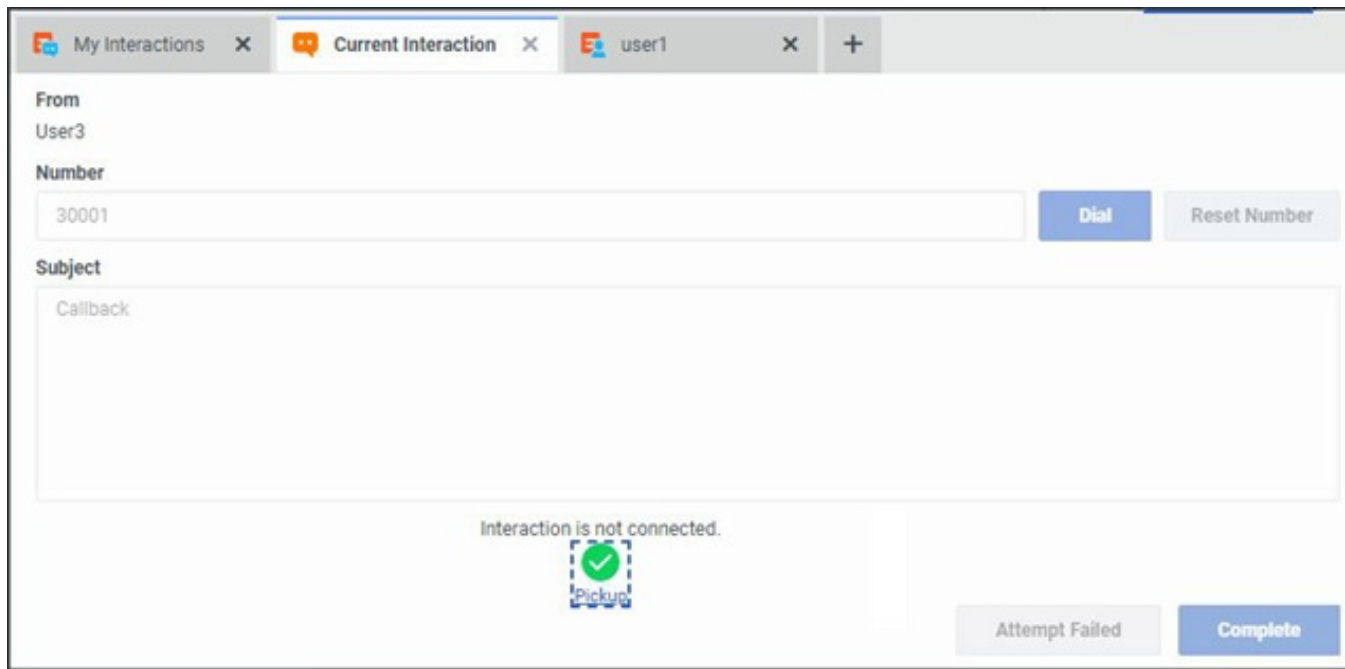 My Interactions Current Interaction user1
From
User3
Number
30001 Dial Reset Number
Subject
Callback
Interaction is not connected.
Pickup
Attempt Failed Complete